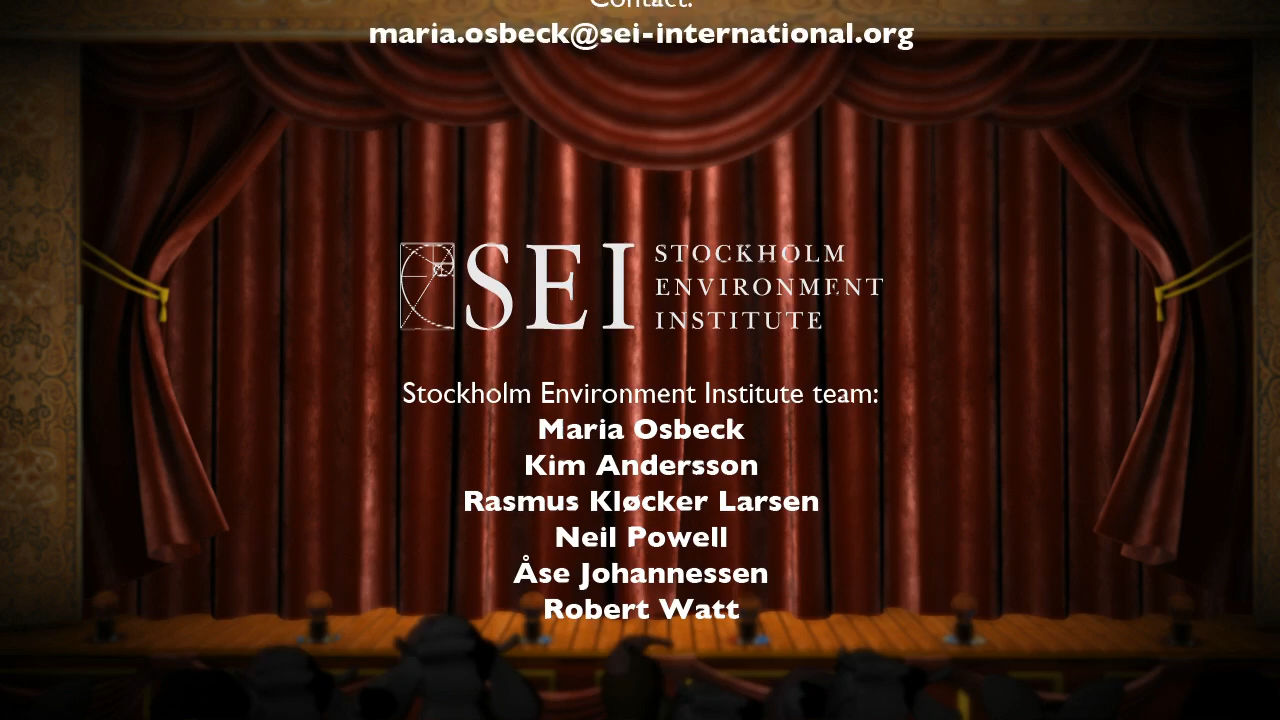 Contact:
maria.osbeck@sei-international.org
SEI
STOCKHOLM
ENVIRONMENT
INSTITUTE
Stockholm Environment Institute team:
Maria Osbeck
Kim Andersson
Rasmus Kløcker Larsen
Neil Powell
Åse Johannessen
Robert Watt